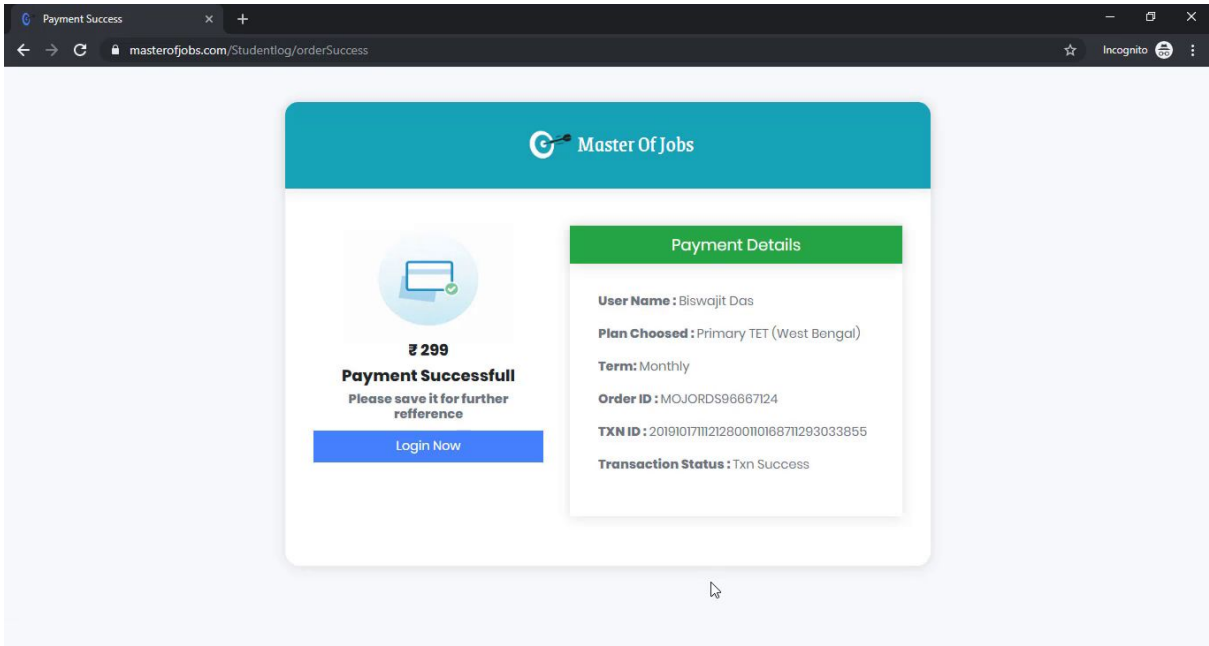 Payment Success
masterofjobs.com/Studentlog/orderSuccess
Incognito
Master Of Jobs
₹ 299
Payment Successfull
Please save it for further
refference
Login Now
Payment Details
User Name : Biswajit Das
Plan Choosed : Primary TET (West Bengal)
Term: Monthly
Order ID : MOJORDS96667124
TXN ID : 20191017111212800110168711293033855
Transaction Status : Txn Success